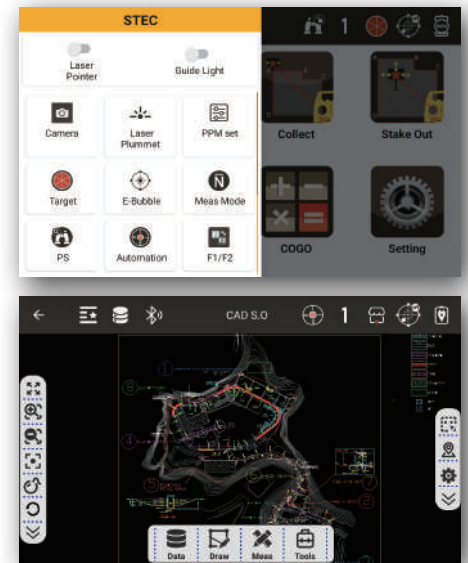 STEC
1
Laser
Pointer
Guide Light
Camera
Laser
Plummet
PPM set
Collect
Stake Out
Target
E-Bubble
Meas Mode
PS
Automation
F1/F2
COGO
Setting
CAD S.O
1
Data
Draw
Meas
Tools